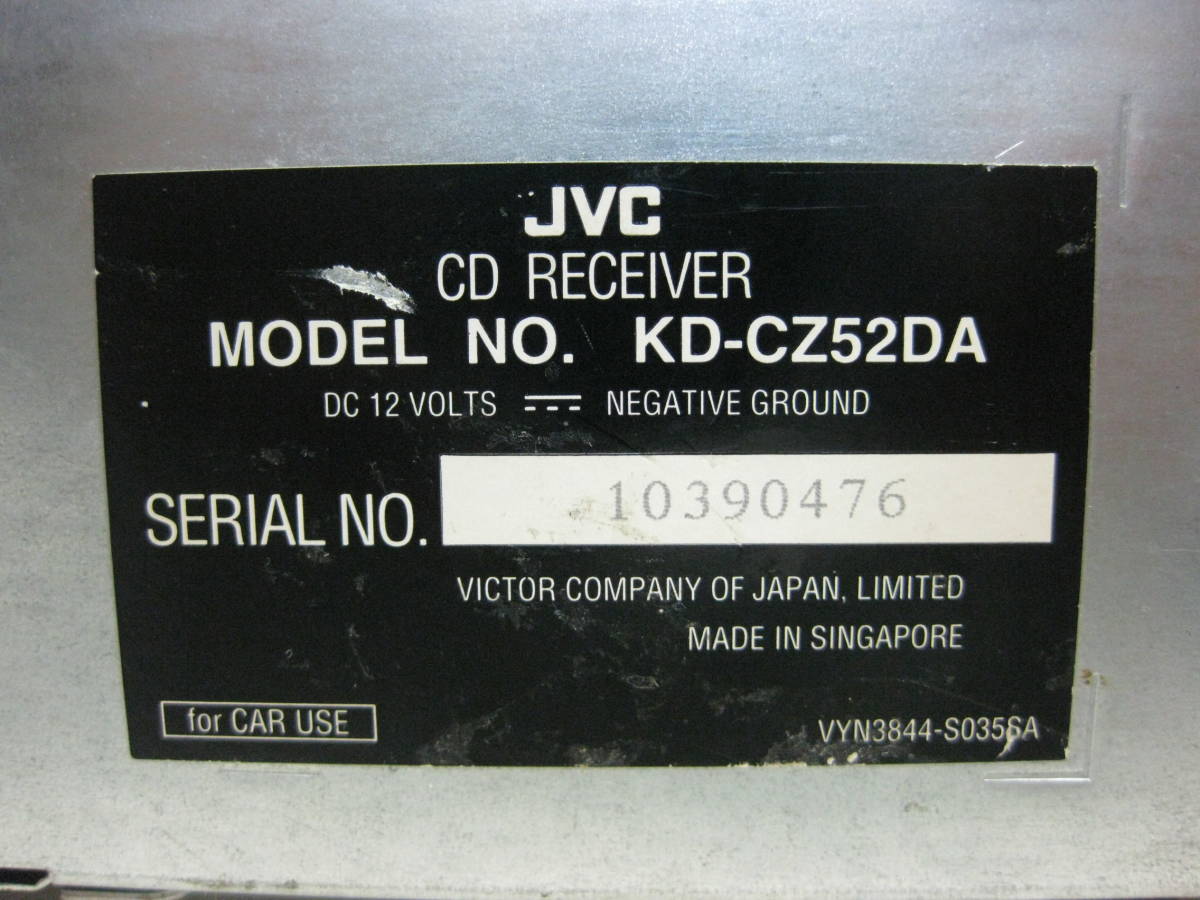 JVC
CD RECEIVER
MODEL NO. KD-CZ52DA
DC 12 VOLTS NEGATIVE GROUND
SERIAL NO. 10390476
VICTOR COMPANY OF JAPAN, LIMITED
MADE IN SINGAPORE
for CAR USE
VYN3844-S035SA